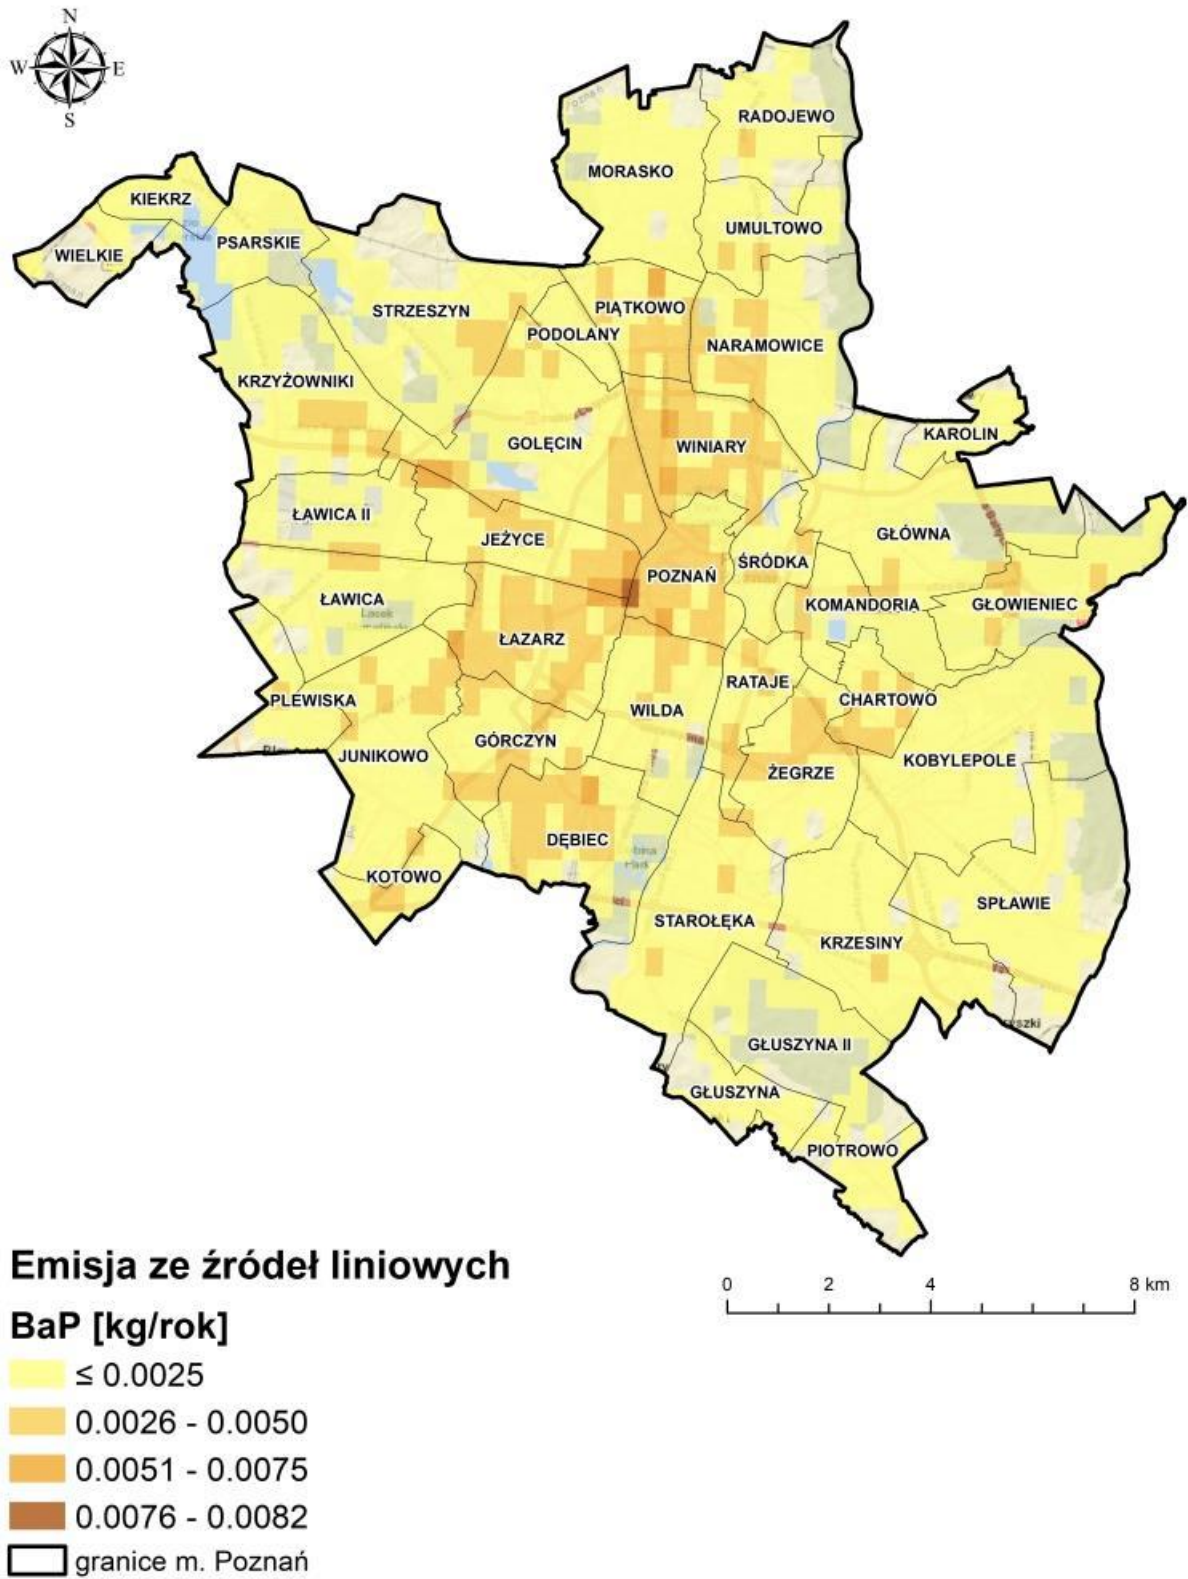 N
W E
S
RADOJEWO
MORASKO
KIEKRZ
UMULTOWO
PSARSKIE
WIELKIE
PIĄTKOWO
STRZESZYN
PODOLANY
NARAMOWICE
KRZYŻOWNIKI
KAROLIN
GOLĘCIN
WINIARY
ŁAWICA II
GŁÓWNA
JEŻYCE
ŚRÓDKA
POZNAŃ
ŁAWICA
KOMANDORIA
GŁOWIENIEC
Lasek
ŁAZARZ
RATAJE
PLEWISKA
CHARTOWO
WILDA
GÓRCZYN
JUNIKOWO
KOBYLEPOLE
ŻEGRZE
DĘBIEC
KOTOWO
SPŁAWIE
STAROŁĘKA
KRZESINY
GŁUSZYNA II
GŁUSZYNA
PIOTROWO
Emisja ze źródeł liniowych
0 2 4 8 km
BaP [kg/rok]
≤ 0.0025
0.0026 - 0.0050
0.0051 - 0.0075
0.0076 - 0.0082
granice m. Poznań